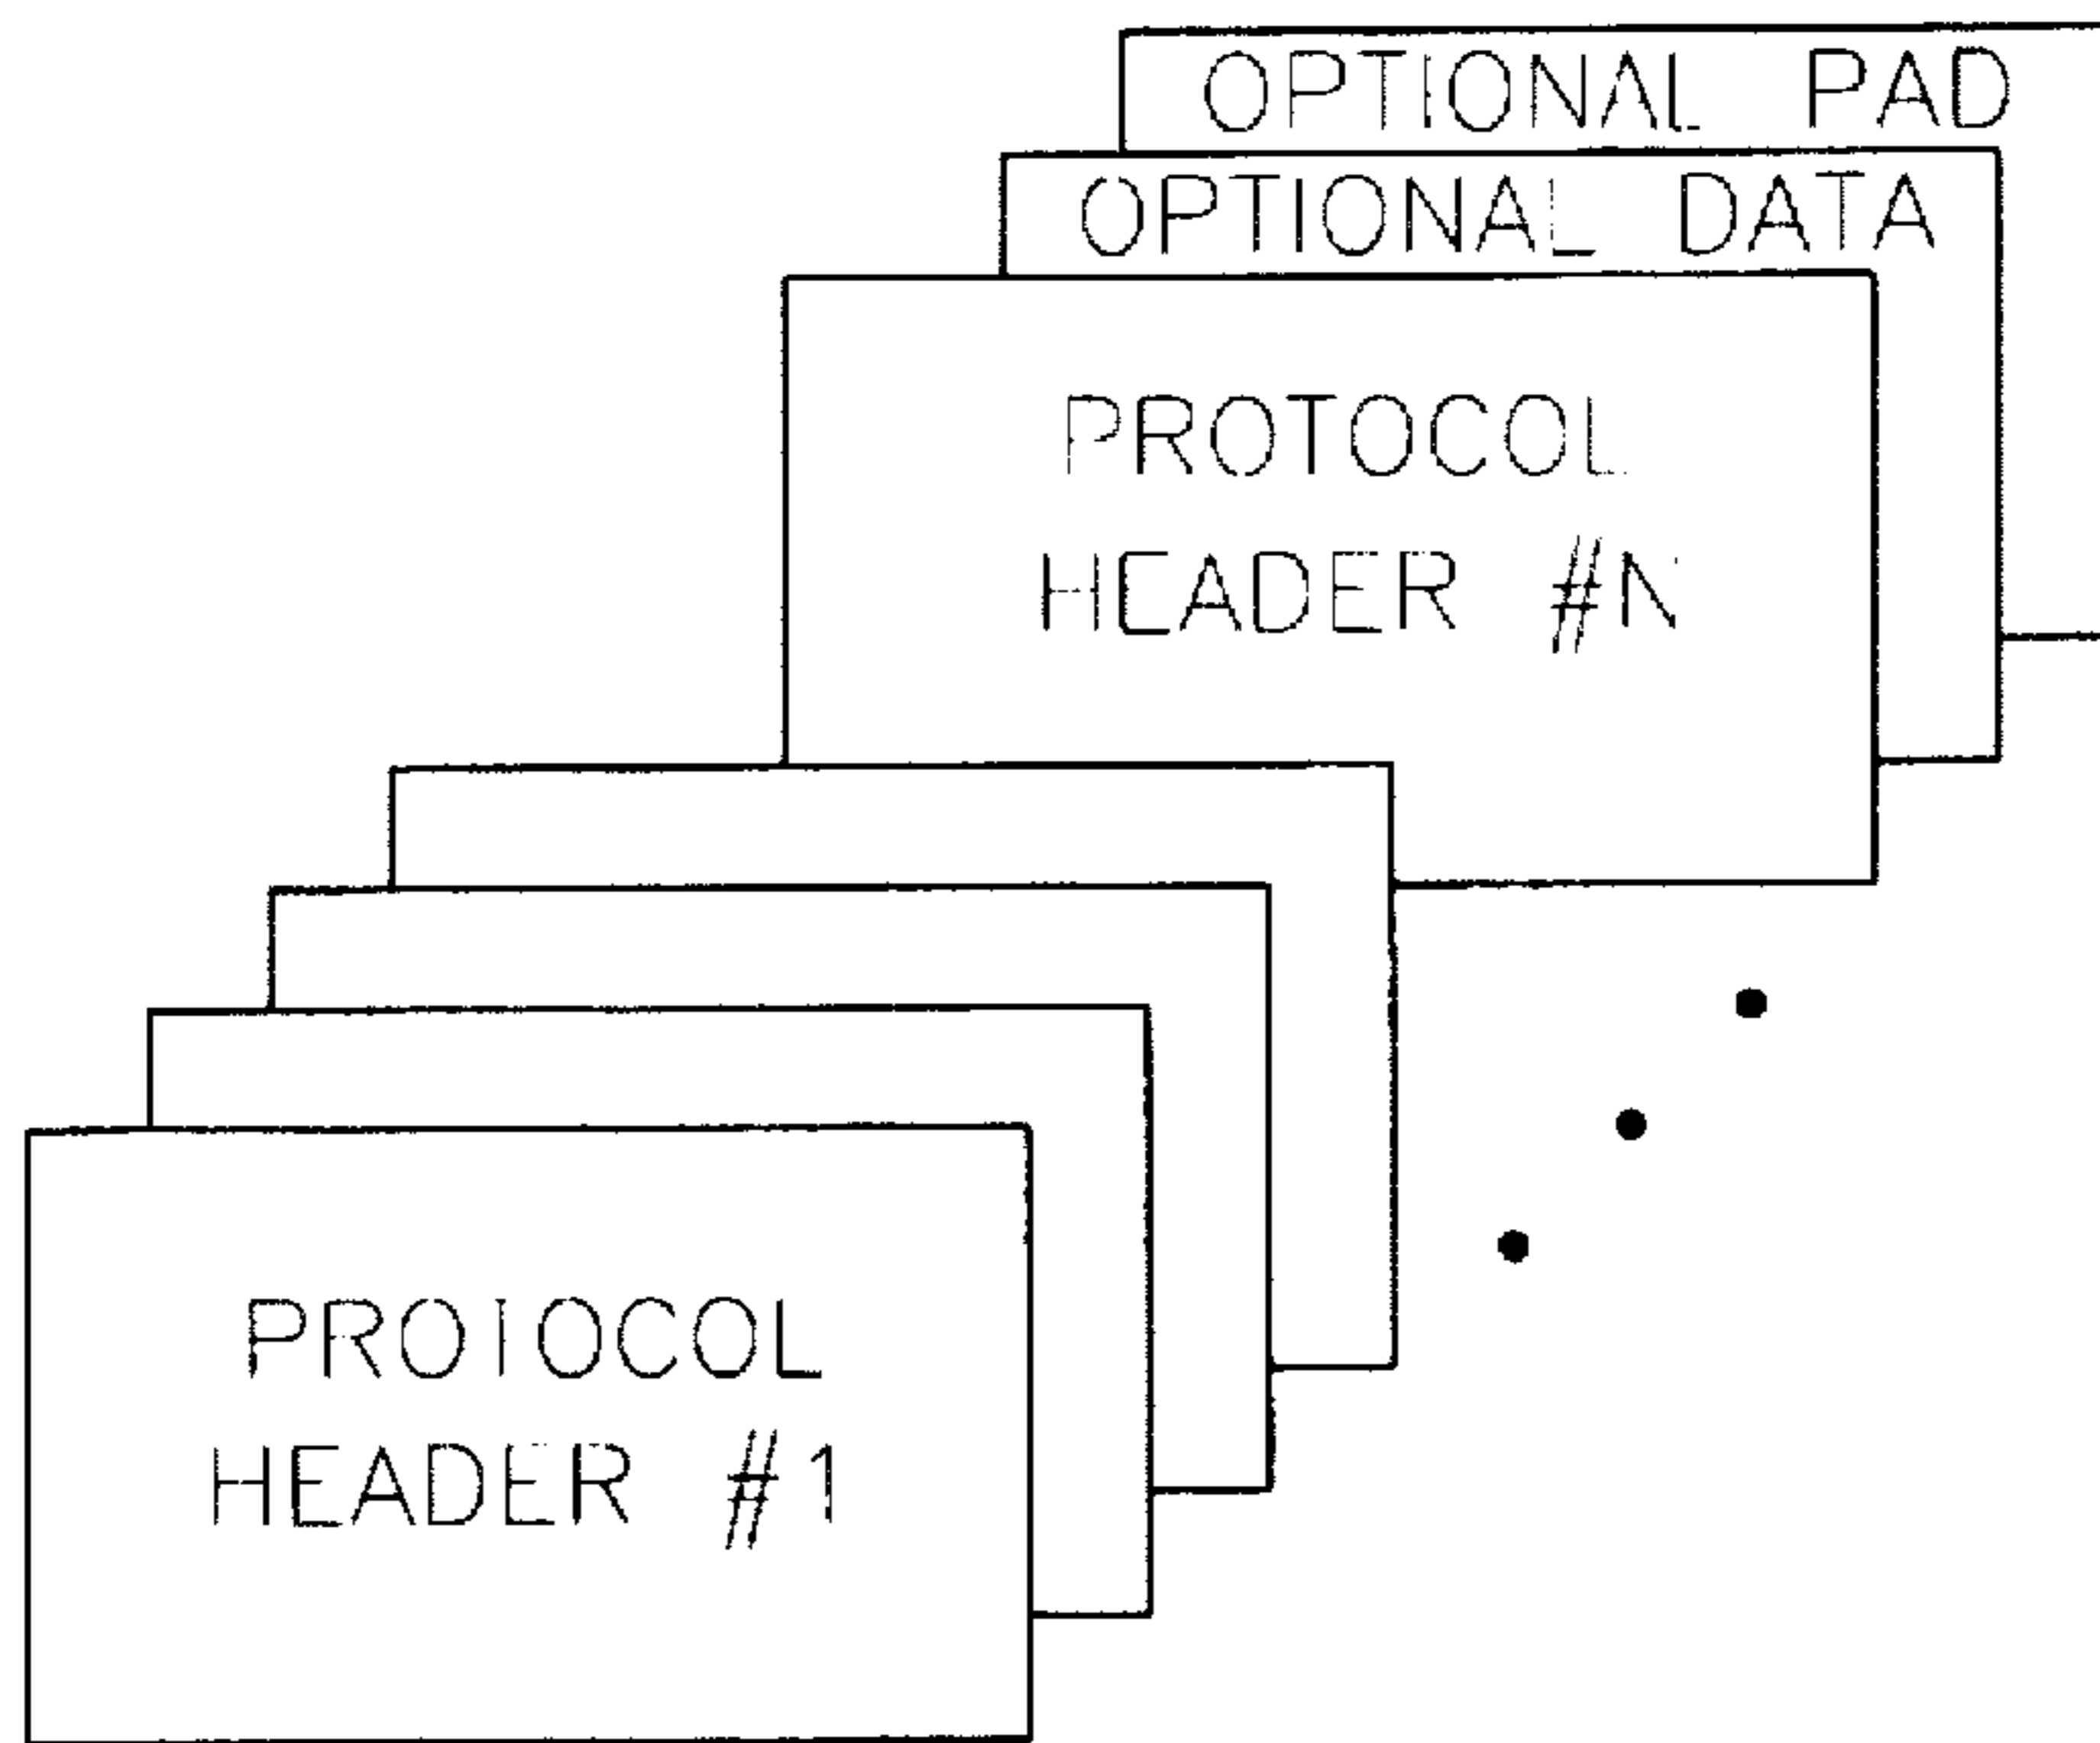 OPTIONAL PAD
OPTIONAL DATA
PROTOCOL
HEADER #N
PROTOCOL
HEADER #1